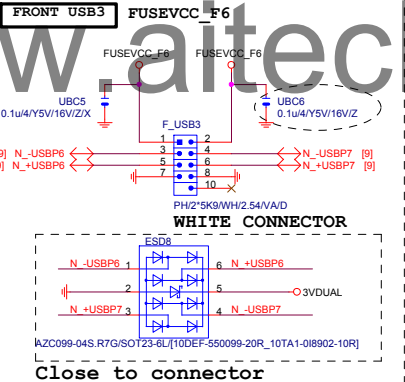 FRONT USB3 FUSEVCC_F6
w.aitec
FUSEVCC_F6 FUSEVCC_F6
UBC5
0.1u/4/Y5V/16V/Z/X
UBC6
0.1u/4/Y5V/16V/Z
F_USB3
1 2
9] N_-USBP6 3 4 N_-USBP7 [9]
9] N_+USBP6 5 6 N_+USBP7 [9]
7 8
10
PH/2*5K9/WH/2.54/VA/D
WHITE CONNECTOR
ESD8
N_-USBP6 1 6 N_+USBP6
2 5 3VDUAL
N_+USBP7 3 4 N_-USBP7
AZC099-04S.R7G/SOT23-6L/[10DEF-550099-20R_10TA1-0I8902-10R]
Close to connector